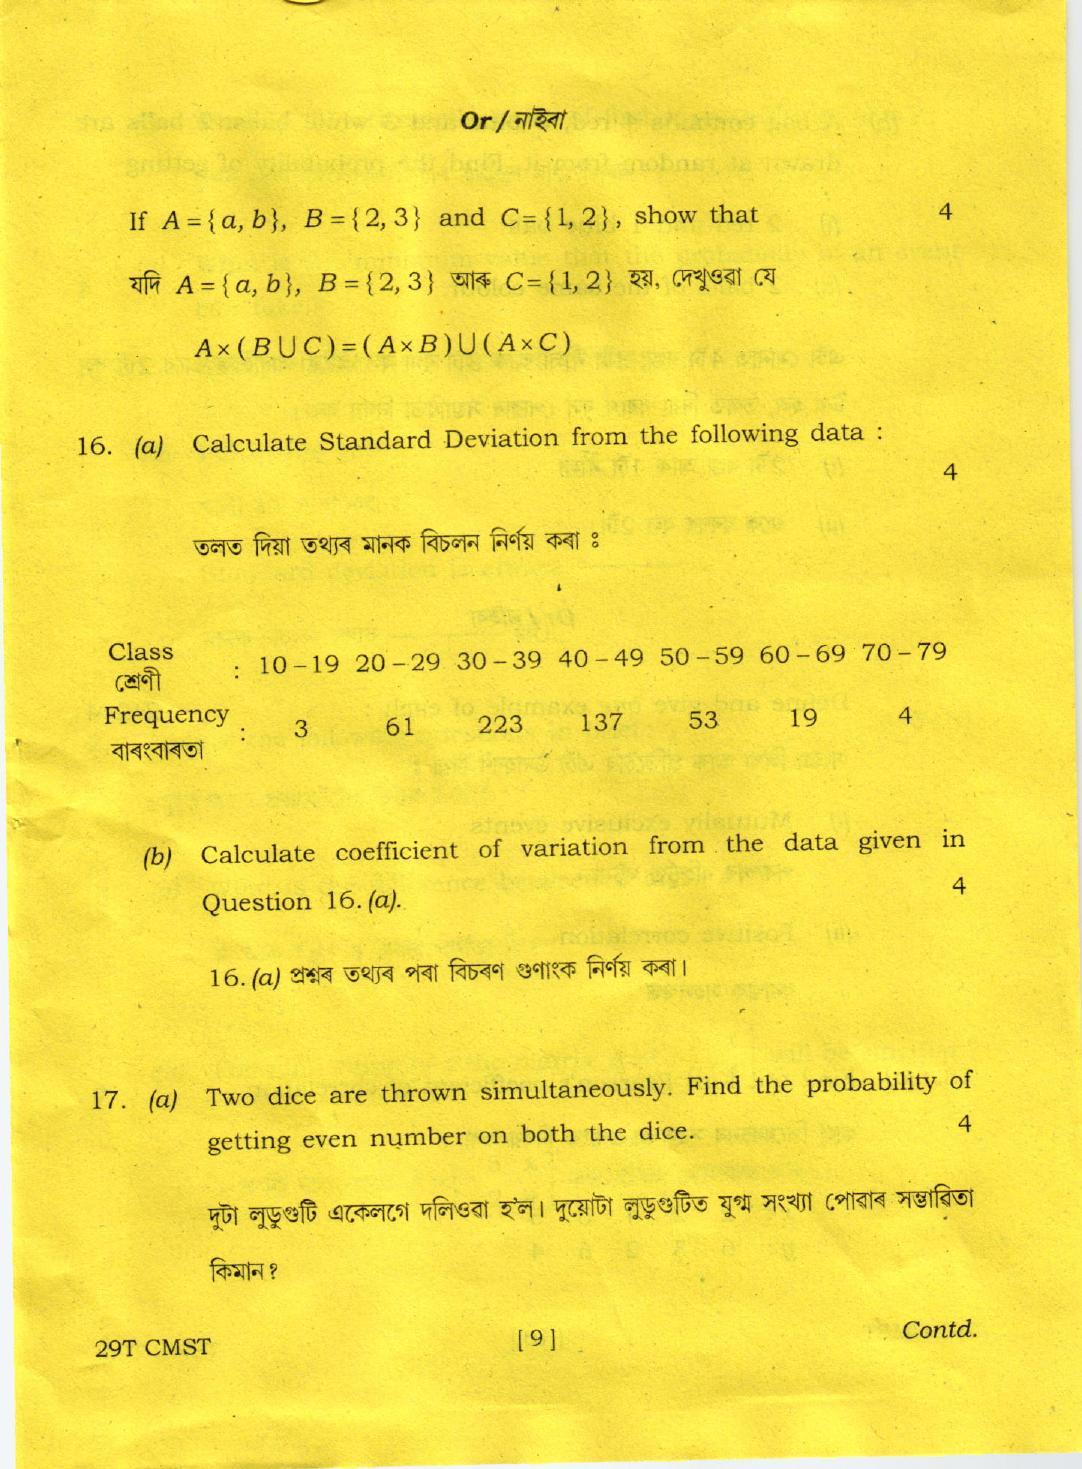 Or / নাইবা
If A = {a, b}, B = {2, 3} and C = {1, 2}, show that 4
যদি A = {a, b}, B = {2, 3} আৰু C = {1, 2} হয়, দেখুওৱা যে
A × (B ⋃ C) = (A × B) ⋃ (A × C)
16. (a) Calculate Standard Deviation from the following data :
4
তলত দিয়া তথ্যৰ মানক বিচলন নিৰ্ণয় কৰা ঃ
Class
শ্ৰেণী : 10 – 19 20 – 29 30 – 39 40 – 49 50 – 59 60 – 69 70 – 79
Frequency
বাৰংবাৰতা : 3 61 223 137 53 19 4
(b) Calculate coefficient of variation from the data given in
Question 16. (a). 4
16. (a) প্ৰশ্নৰ তথ্যৰ পৰা বিচৰণ গুণাংক নিৰ্ণয় কৰা।
17. (a) Two dice are thrown simultaneously. Find the probability of
getting even number on both the dice. 4
দুটা লুডুগুটি একেলগে দলিওৱা হ'ল। দুয়োটা লুডুগুটিত যুগ্ম সংখ্যা পোৱাৰ সম্ভাৱিতা
কিমান ?
29T CMST [ 9 ] Contd.